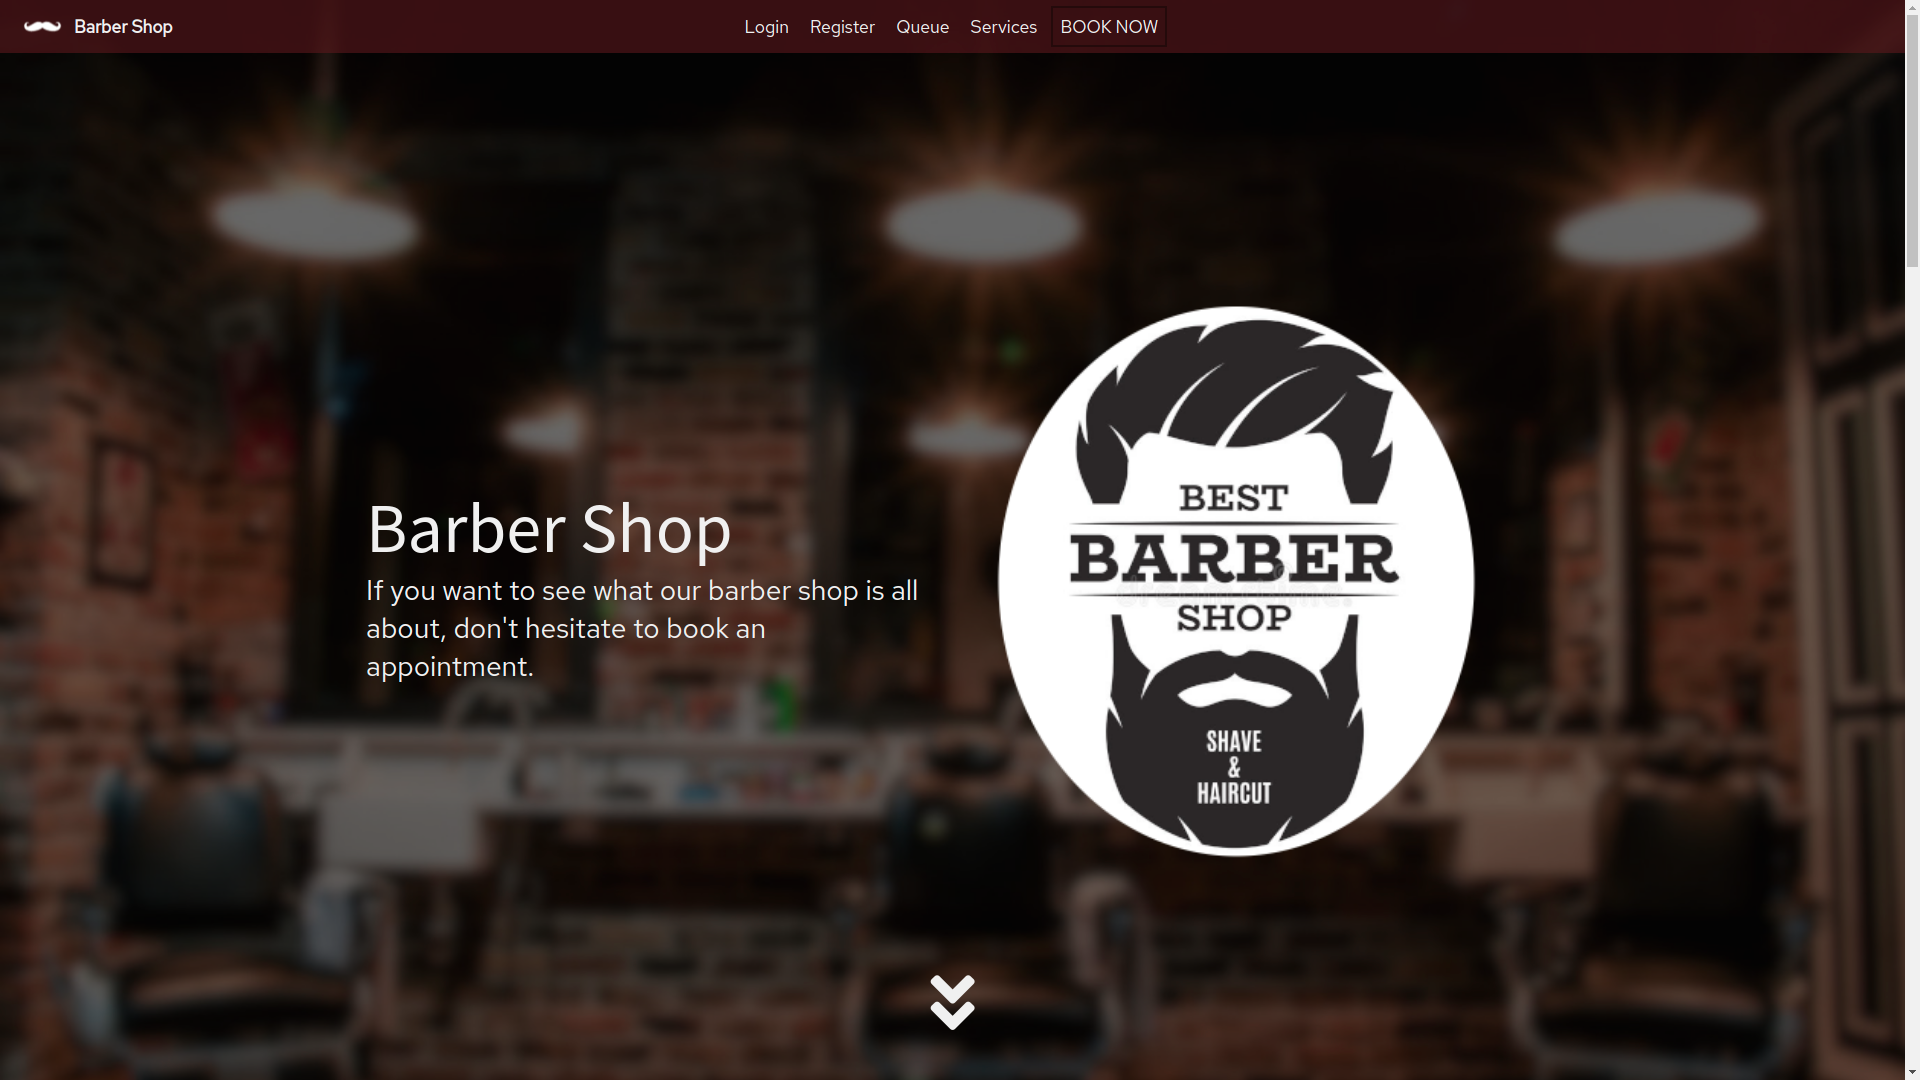 Barber Shop
Login
Register
Queue
Services
BOOK NOW
Barber Shop
If you want to see what our barber shop is all
about, don't hesitate to book an
appointment.
BEST
BARBER
SHOP
SHAVE
&
HAIRCUT